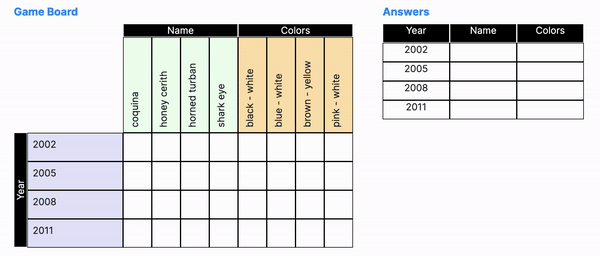 Game Board
Answers
Name Colors
Year Name Colors
coquina
honey cerith
horned turban
shark eye
black - white
blue - white
brown - yellow
pink - white
2002
2005
2008
2011
Year
2002
2005
2008
2011